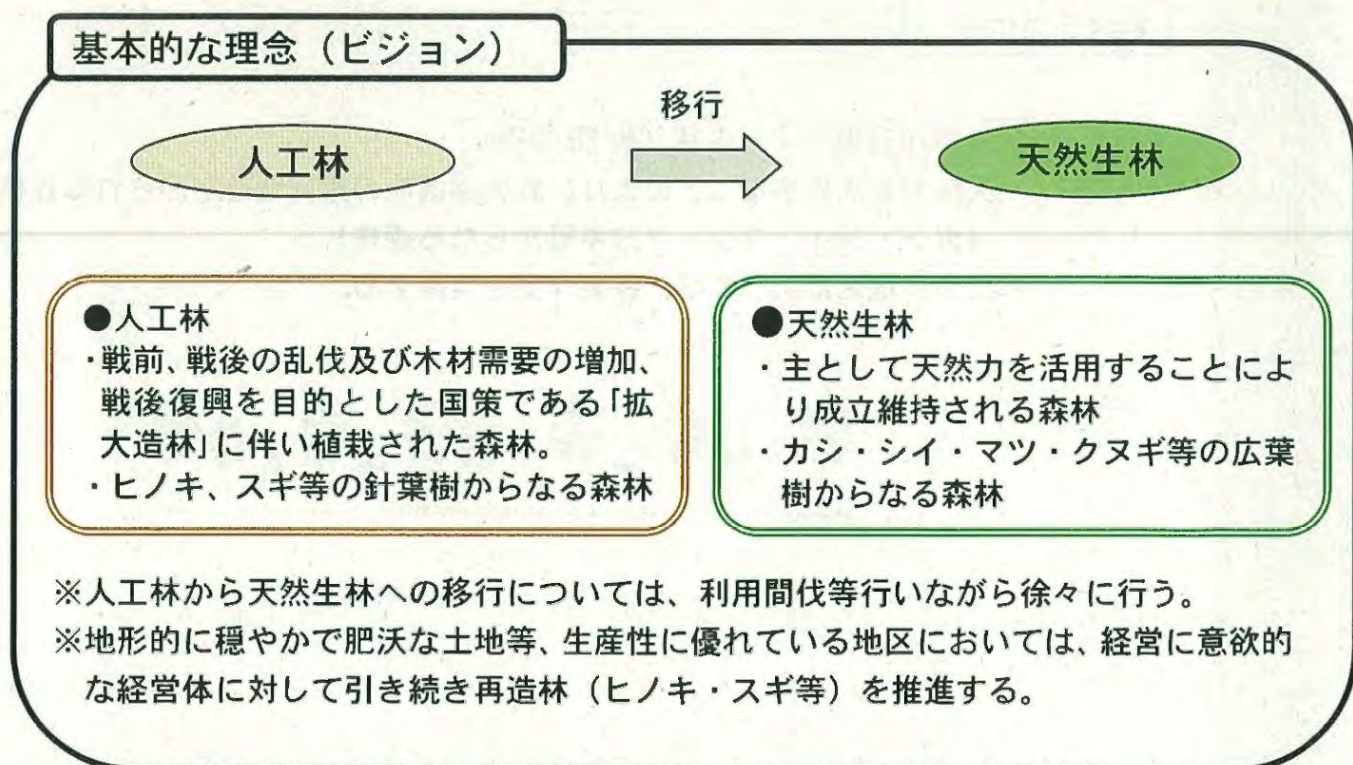 基本的な理念（ビジョン）
移行
人工林
天然生林
●人工林
・戦前、戦後の乱伐及び木材需要の増加、
戦後復興を目的とした国策である「拡
大造林」に伴い植栽された森林。
・ヒノキ、スギ等の針葉樹からなる森林
●天然生林
・主として天然力を活用することによ
り成立維持される森林
・カシ・シイ・マツ・クヌギ等の広葉
樹からなる森林
※人工林から天然生林への移行については、利用間伐等行いながら徐々に行う。
※地形的に穏やかで肥沃な土地等、生産性に優れている地区においては、経営に意欲的
な経営体に対して引き続き再造林（ヒノキ・スギ等）を推進する。